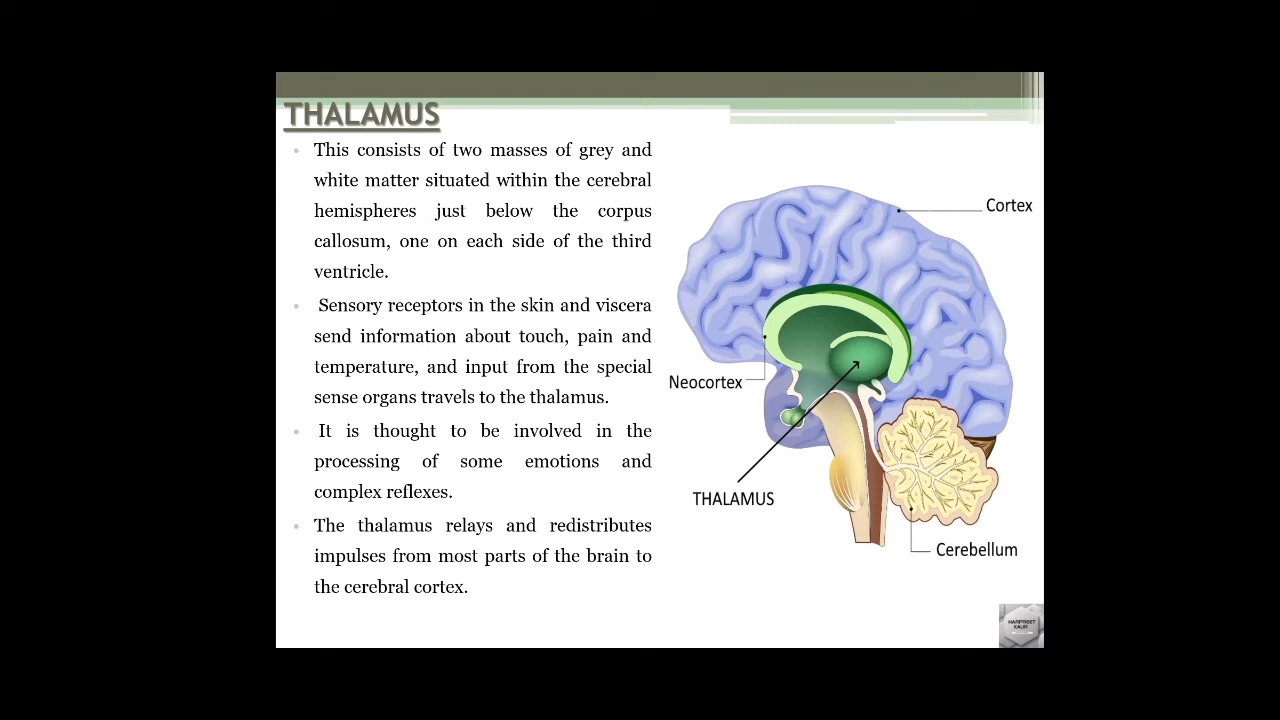 THALAMUS
• This consists of two masses of grey and
white matter situated within the cerebral
hemispheres just below the corpus
callosum, one on each side of the third
ventricle.
• Sensory receptors in the skin and viscera
send information about touch, pain and
temperature, and input from the special
sense organs travels to the thalamus.
• It is thought to be involved in the
processing of some emotions and
complex reflexes.
• The thalamus relays and redistributes
impulses from most parts of the brain to
the cerebral cortex.
Cortex
Neocortex
THALAMUS
Cerebellum
HARPREET
KAUR